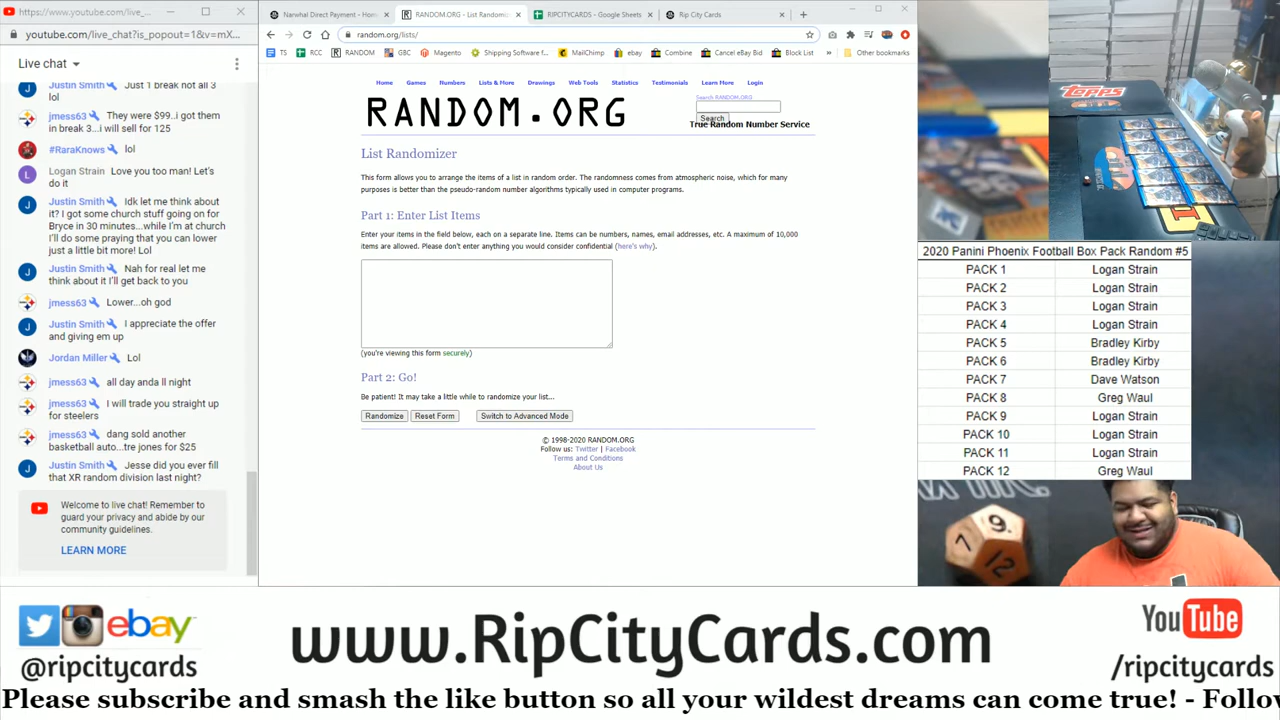 https://www.youtube.com/live_...
youtube.com/live_chat?is_popout=1&v=mX...
Live chat
Justin Smith Just 1 break not all 3
lol
jmess63 They were $99..i got them
in break 3...i will sell for 125
#RaraKnows lol
Logan Strain Love you too man! Let's
do it
Justin Smith Idk let me think about
it? I got some church stuff going on for
Bryce in 30 minutes...while I'm at church
I'll do some praying that you can lower
just a little bit more! Lol
Justin Smith Nah for real let me
think about it I'll get back to you
jmess63 Lower...oh god
Justin Smith I appreciate the offer
and giving em up
Jordan Miller Lol
jmess63 all day anda ll night
jmess63 I will trade you straight up
for steelers
jmess63 dang sold another
basketball auto...tre jones for $25
Justin Smith Jesse did you ever fill
that XR random division last night?
Welcome to live chat! Remember to
guard your privacy and abide by our
community guidelines.
LEARN MORE
Narwhal Direct Payment - Hom
RANDOM.ORG - List Randomiz
RIPCITYCARDS - Google Sheets
Rip City Cards
random.org/lists/
TS RCC RANDOM GBC Magento Shipping Software f... MailChimp ebay Combine Cancel eBay Bid Block List » Other bookmarks
Home Games Numbers Lists & More Drawings Web Tools Statistics Testimonials Learn More Login
RANDOM.ORG
Search RANDOM.ORG
Search
True Random Number Service
List Randomizer
This form allows you to arrange the items of a list in random order. The randomness comes from atmospheric noise, which for many
purposes is better than the pseudo-random number algorithms typically used in computer programs.
Part 1: Enter List Items
Enter your items in the field below, each on a separate line. Items can be numbers, names, email addresses, etc. A maximum of 10,000
items are allowed. Please don't enter anything you would consider confidential (here's why).
(you're viewing this form securely)
Part 2: Go!
Be patient! It may take a little while to randomize your list...
Randomize Reset Form Switch to Advanced Mode
© 1998-2020 RANDOM.ORG
Follow us: Twitter | Facebook
Terms and Conditions
About Us
Topps
2020 Panini Phoenix Football Box Pack Random #5
PACK 1 Logan Strain
PACK 2 Logan Strain
PACK 3 Logan Strain
PACK 4 Logan Strain
PACK 5 Bradley Kirby
PACK 6 Bradley Kirby
PACK 7 Dave Watson
PACK 8 Greg Waul
PACK 9 Logan Strain
PACK 10 Logan Strain
PACK 11 Logan Strain
PACK 12 Greg Waul
9.
7
12
ebay
@ripcitycards
www.RipCityCards.com
YouTube
/ripcitycards
Please subscribe and smash the like button so all your wildest dreams can come true! - Follo